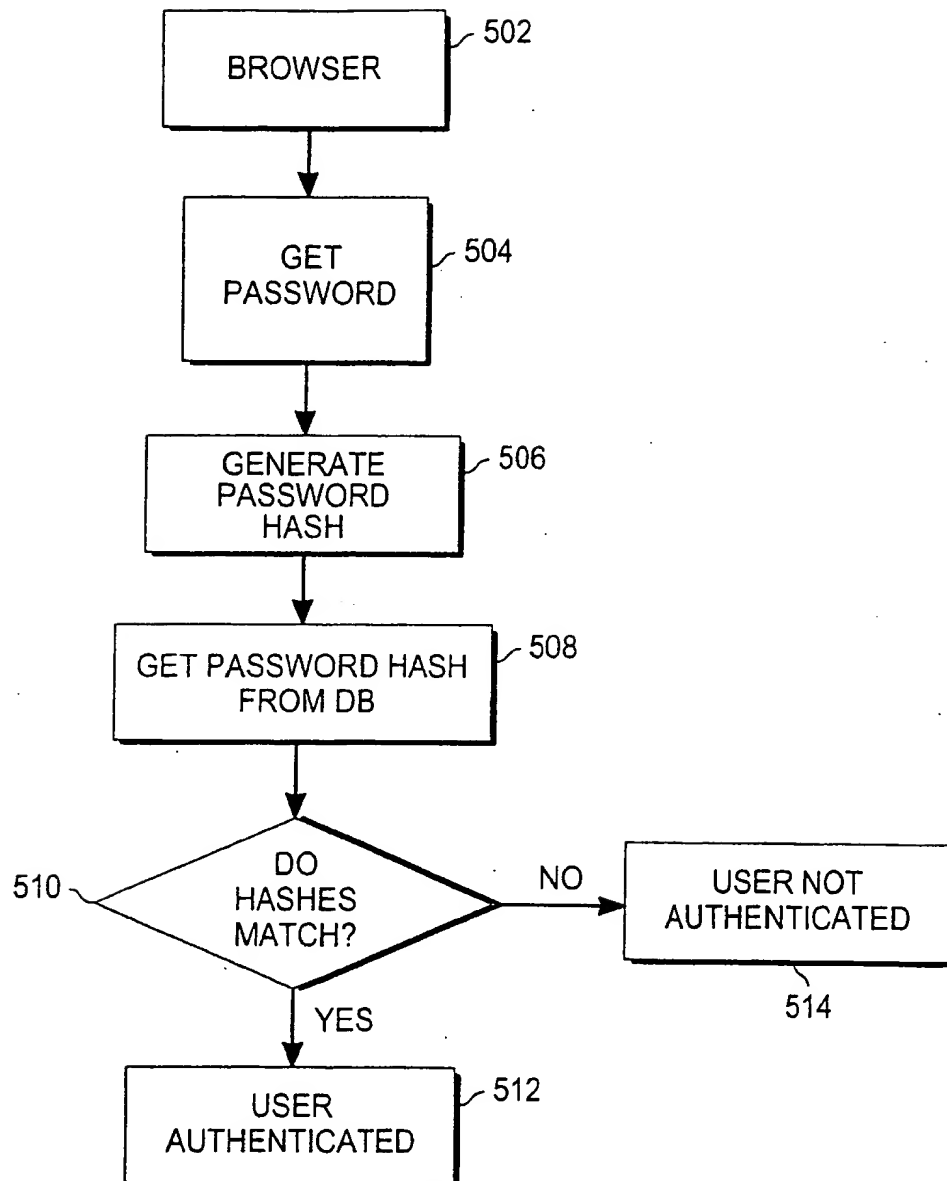 BROWSER
502
GET
PASSWORD
504
GENERATE
PASSWORD
HASH
506
GET PASSWORD HASH
FROM DB
508
DO
HASHES
MATCH?
510
NO
USER NOT
AUTHENTICATED
514
YES
USER
AUTHENTICATED
512